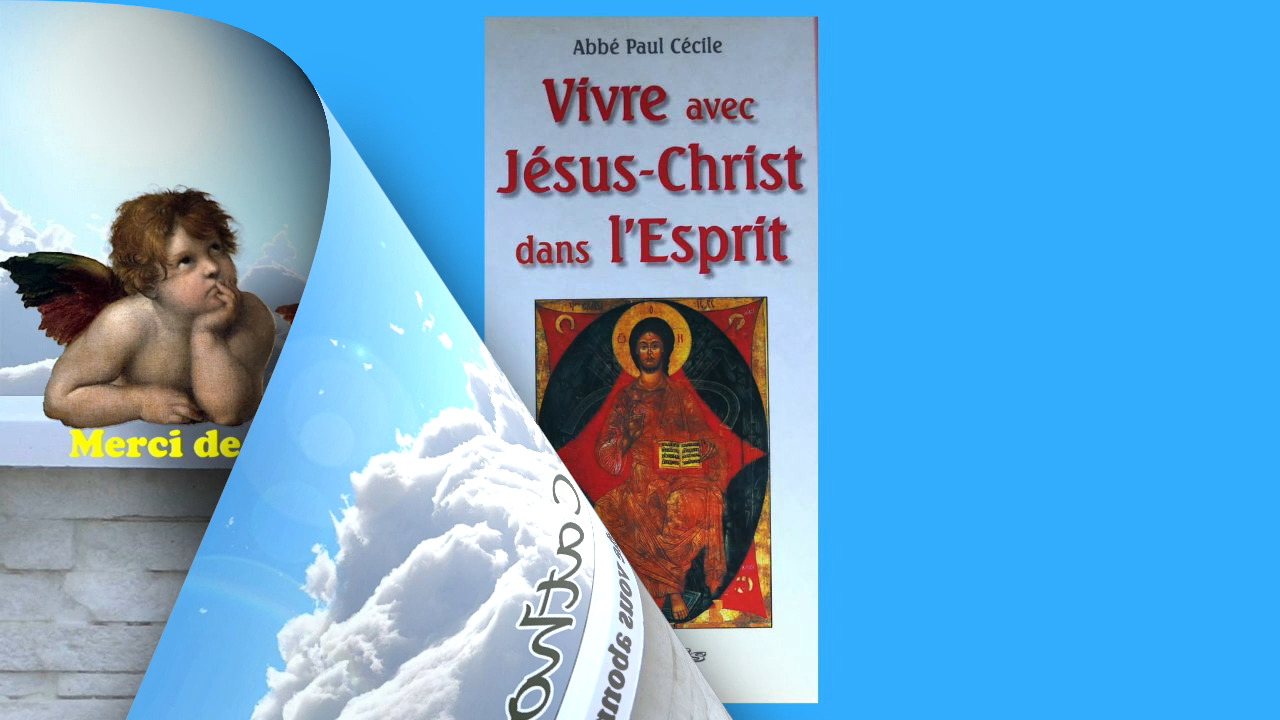 Abbé Paul Cécile
Vivre avec
Jésus-Christ
dans l'Esprit
Merci de